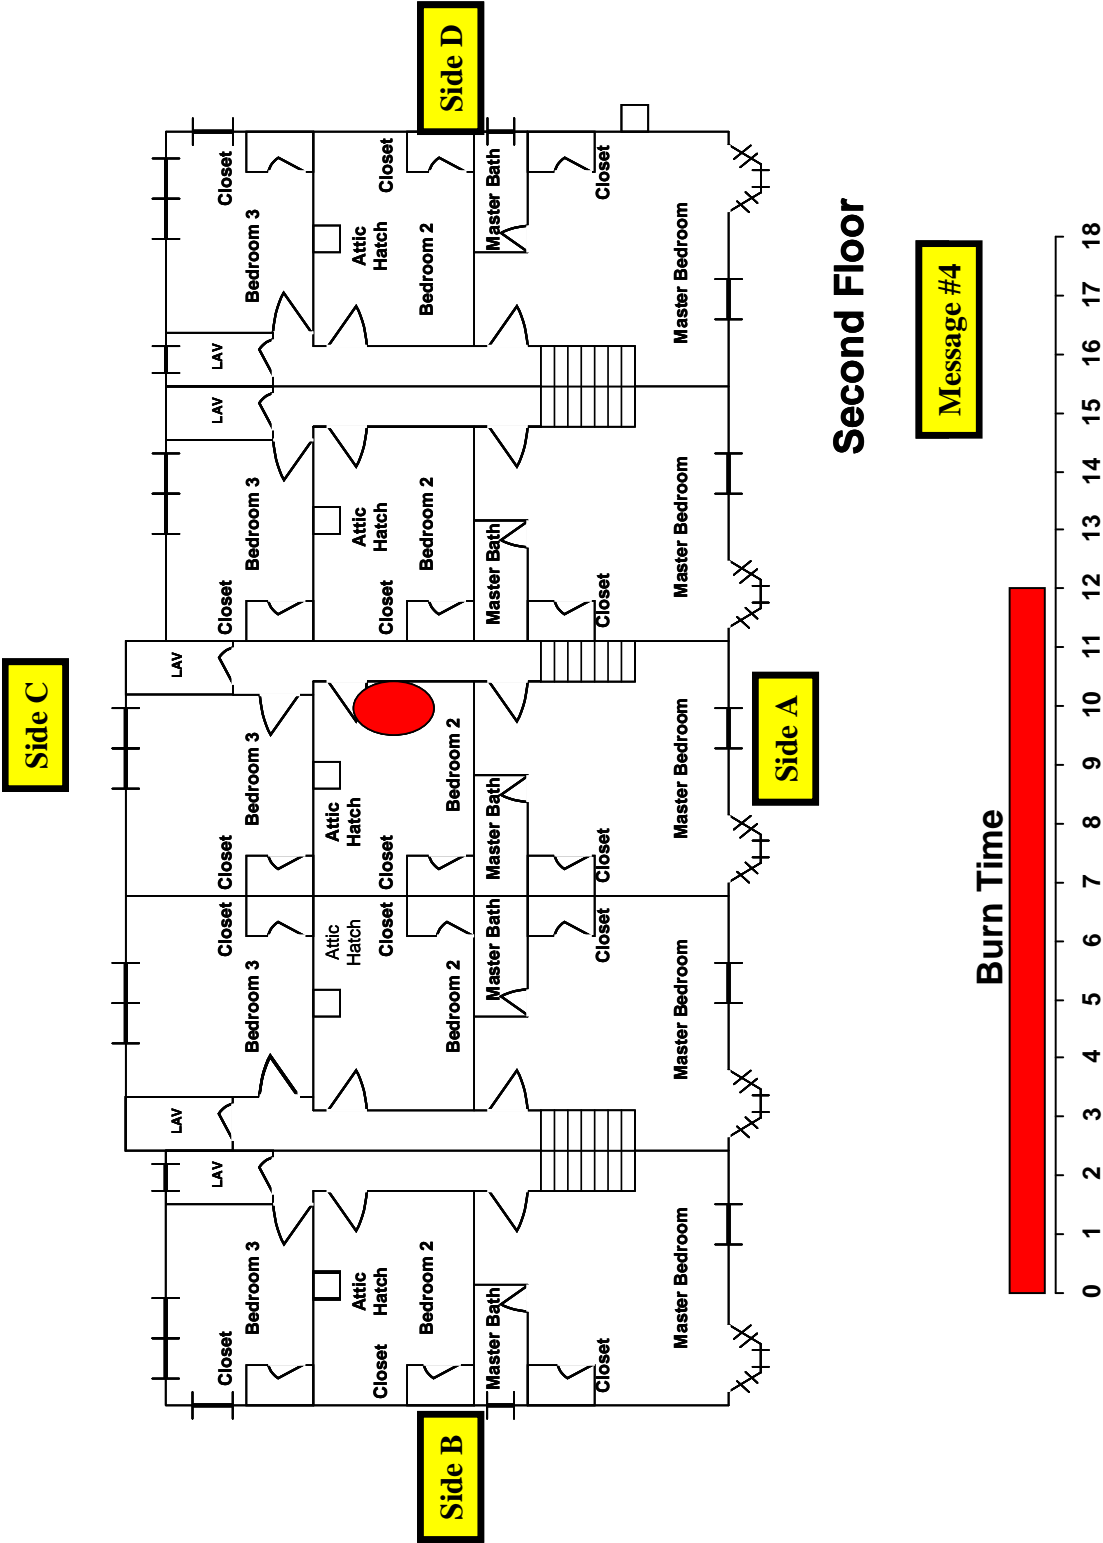 Side C
Side B
Side D
Side A
LAV
LAV
LAV
LAV
LAV
Closet
Bedroom 3
Bedroom 3
Closet
Closet
Bedroom 3
Closet
Bedroom 3
Bedroom 3
Closet
Attic
Hatch
Attic
Hatch
Attic
Hatch
Attic
Hatch
Attic
Hatch
Closet
Bedroom 2
Bedroom 2
Closet
Closet
Bedroom 2
Closet
Bedroom 2
Bedroom 2
Closet
Master Bath
Master Bath
Master Bath
Master Bath
Master Bath
Closet
Closet
Closet
Closet
Closet
Master Bedroom
Master Bedroom
Master Bedroom
Master Bedroom
Master Bedroom
Second Floor
Message #4
Burn Time
0 1 2 3 4 5 6 7 8 9 10 11 12 13 14 15 16 17 18